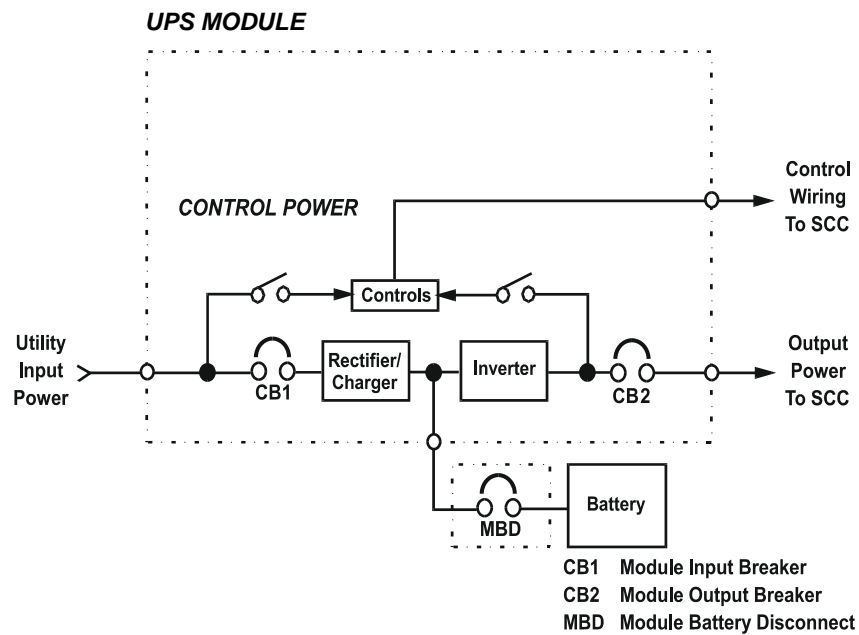 UPS MODULE
CONTROL POWER
Control
Wiring
To SCC
Controls
Utility
Input
Power
CB1
Rectifier/
Charger
Inverter
CB2
Output
Power
To SCC
MBD
Battery
CB1 Module Input Breaker
CB2 Module Output Breaker
MBD Module Battery Disconnect